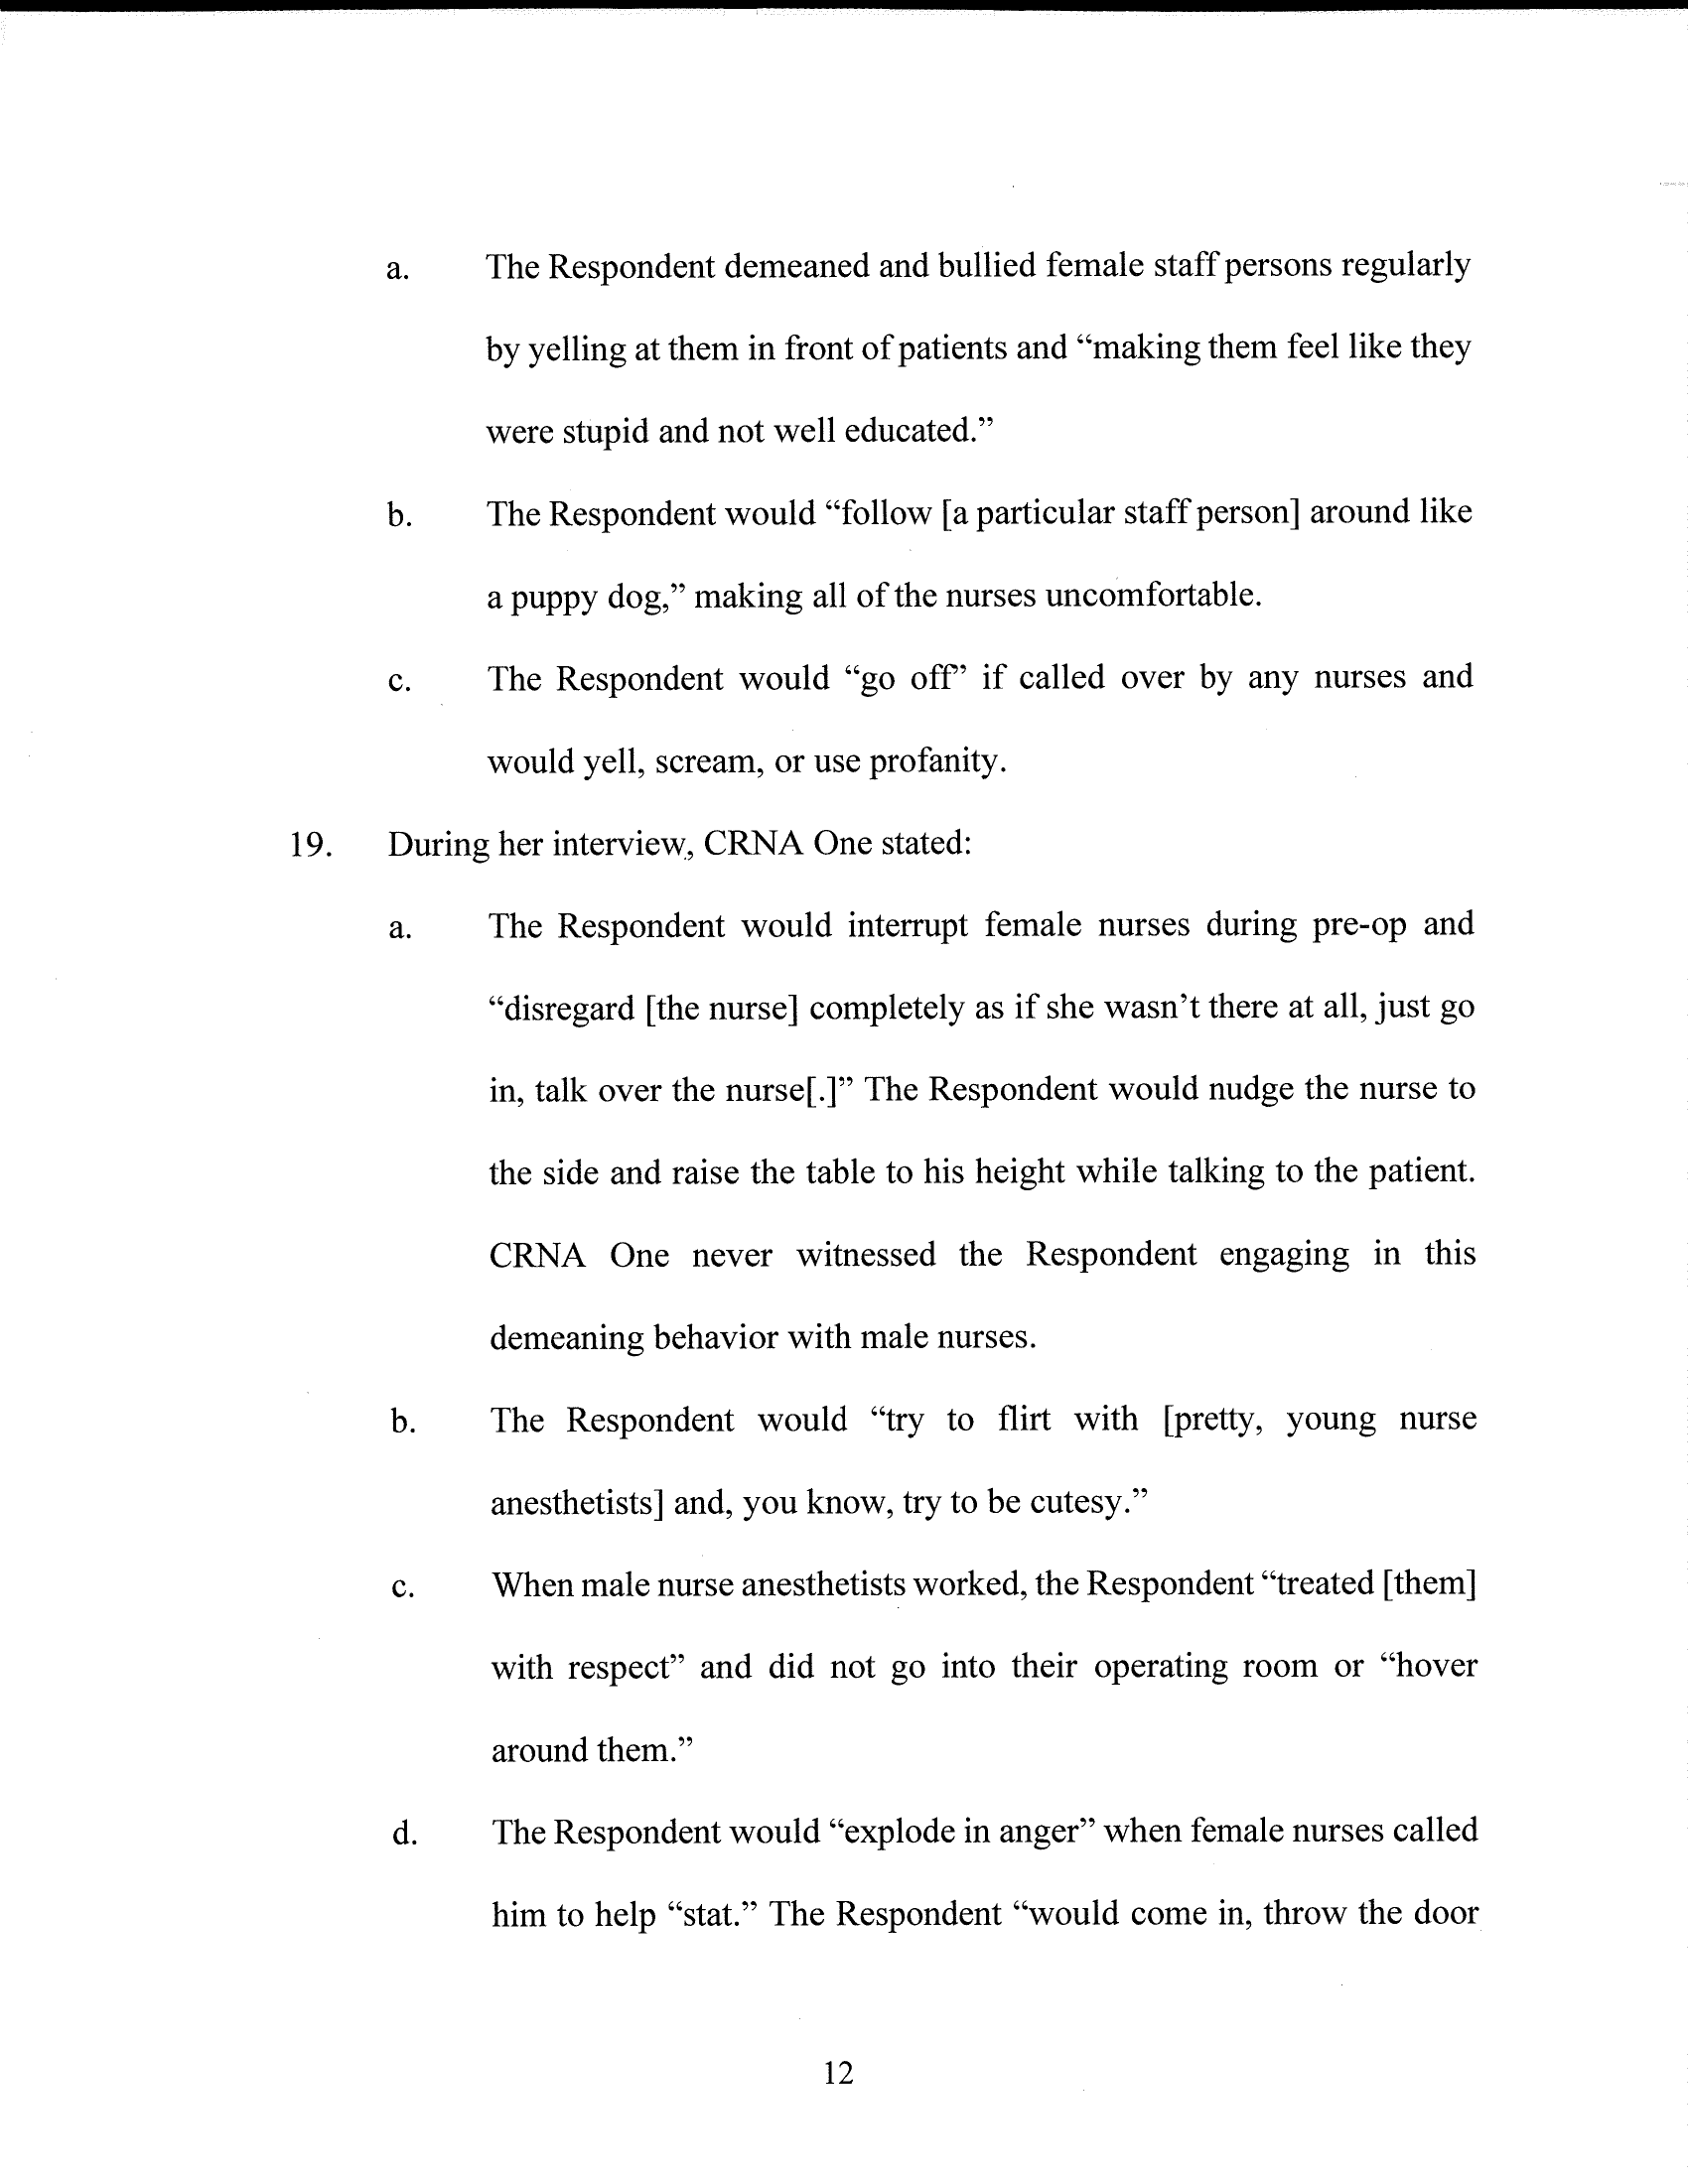 a. The Respondent demeaned and bullied female staff persons regularly
by yelling at them in front of patients and “making them feel like they
were stupid and not well educated.”
b. The Respondent would “follow [a particular staff person] around like
a puppy dog,” making all of the nurses uncomfortable.
c. The Respondent would “go off” if called over by any nurses and
would yell, scream, or use profanity.
19. During her interview, CRNA One stated:
a. The Respondent would interrupt female nurses during pre-op and
“disregard [the nurse] completely as if she wasn’t there at all, just go
in, talk over the nurse[.]” The Respondent would nudge the nurse to
the side and raise the table to his height while talking to the patient.
CRNA One never witnessed the Respondent engaging in this
demeaning behavior with male nurses.
b. The Respondent would “try to flirt with [pretty, young nurse
anesthetists] and, you know, try to be cutesy.”
c. When male nurse anesthetists worked, the Respondent “treated [them]
with respect” and did not go into their operating room or “hover
around them.”
d. The Respondent would “explode in anger” when female nurses called
him to help “stat.” The Respondent “would come in, throw the door
12